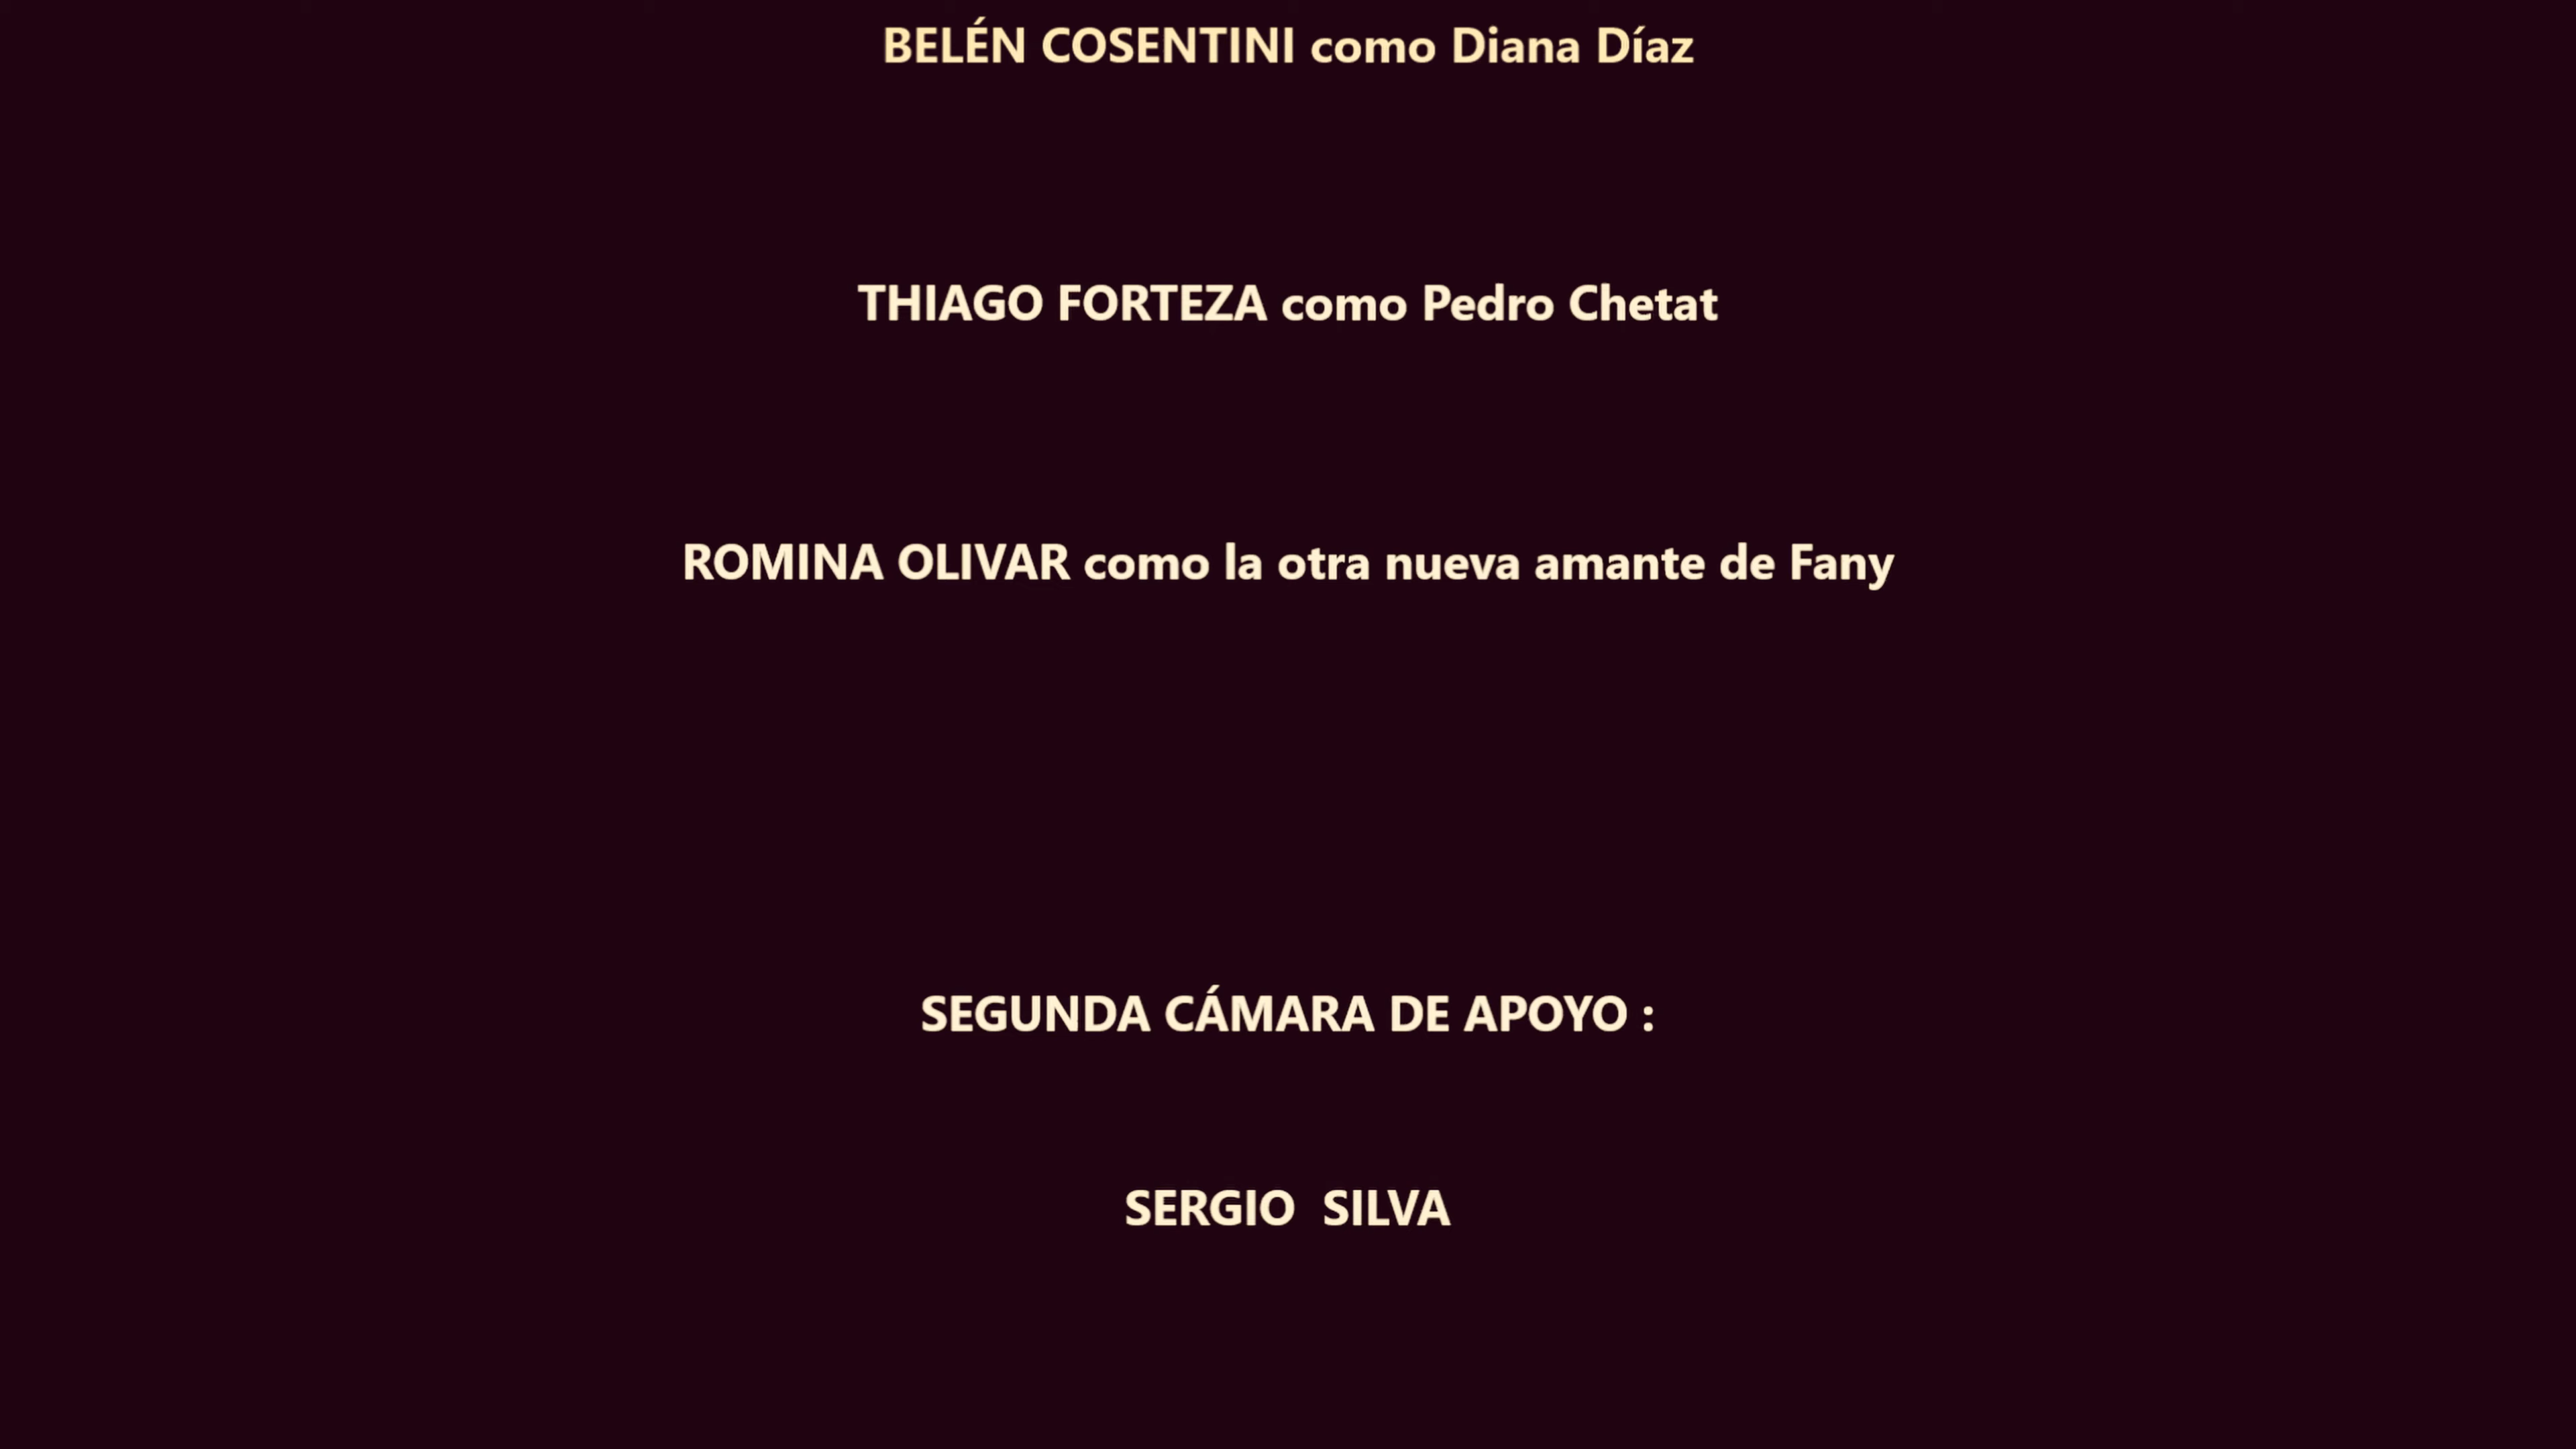 BELÉN COSENTINI como Diana Díaz
THIAGO FORTEZA como Pedro Chetat
ROMINA OLIVAR como la otra nueva amante de Fany
SEGUNDA CÁMARA DE APOYO :
SERGIO  SILVA